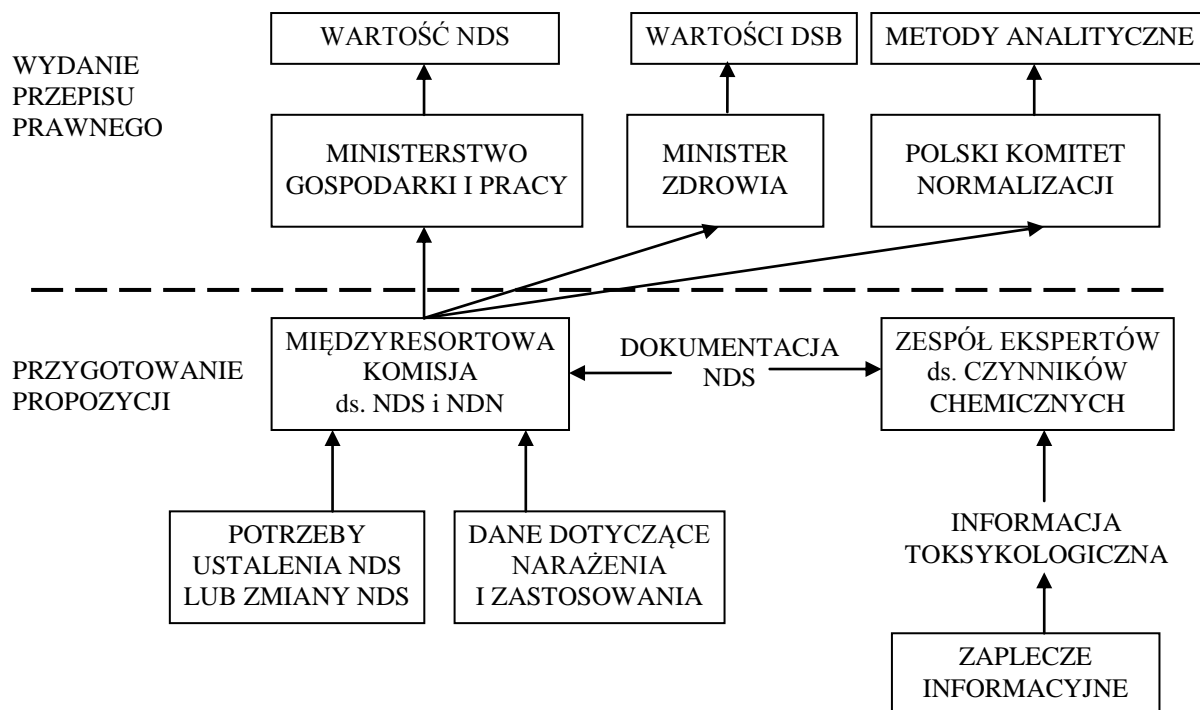 WARTOŚĆ NDS
WARTOŚCI DSB
METODY ANALITYCZNE
WYDANIE
PRZEPISU
PRAWNEGO
MINISTERSTWO
GOSPODARKI I PRACY
MINISTER
ZDROWIA
POLSKI KOMITET
NORMALIZACJI
PRZYGOTOWANIE
PROPOZYCJI
MIĘDZYRESORTOWA
KOMISJA
ds. NDS i NDN
DOKUMENTACJA
NDS
ZESPÓŁ EKSPERTÓW
ds. CZYNNIKÓW
CHEMICZNYCH
POTRZEBY
USTALENIA NDS
LUB ZMIANY NDS
DANE DOTYCZĄCE
NARAŻENIA
I ZASTOSOWANIA
INFORMACJA
TOKSYKOLOGICZNA
ZAPLECZE
INFORMACYJNE